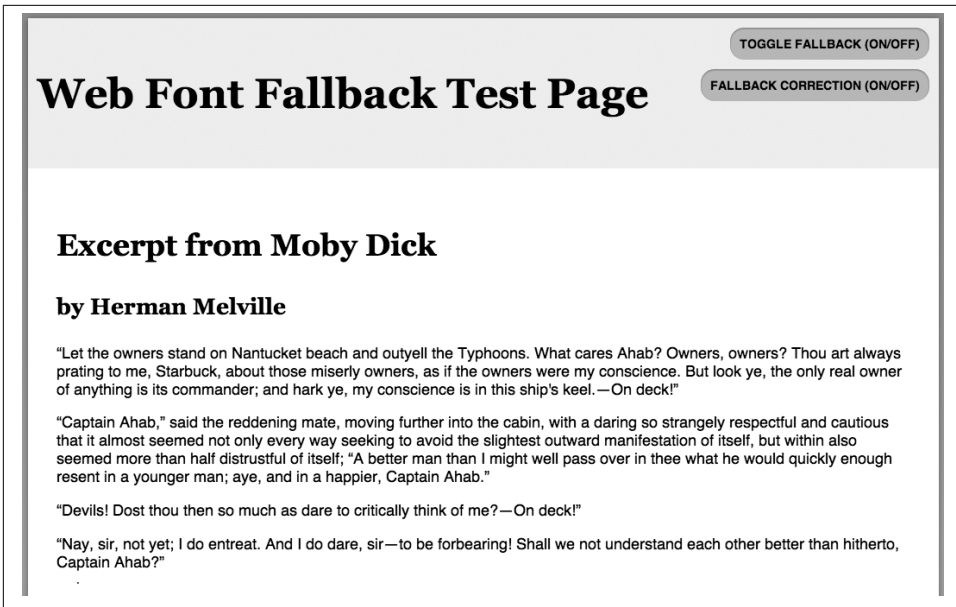 TOGGLE FALLBACK (ON/OFF)
Web Font Fallback Test Page
FALLBACK CORRECTION (ON/OFF)
Excerpt from Moby Dick
by Herman Melville
“Let the owners stand on Nantucket beach and outyell the Typhoons. What cares Ahab? Owners, owners? Thou art always
prating to me, Starbuck, about those miserly owners, as if the owners were my conscience. But look ye, the only real owner
of anything is its commander; and hark ye, my conscience is in this ship's keel.—On deck!”
“Captain Ahab,” said the reddening mate, moving further into the cabin, with a daring so strangely respectful and cautious
that it almost seemed not only every way seeking to avoid the slightest outward manifestation of itself, but within also
seemed more than half distrustful of itself; “A better man than I might well pass over in thee what he would quickly enough
resent in a younger man; aye, and in a happier, Captain Ahab.”
“Devils! Dost thou then so much as dare to critically think of me?—On deck!”
“Nay, sir, not yet; I do entreat. And I do dare, sir—to be forbearing! Shall we not understand each other better than hitherto,
Captain Ahab?”